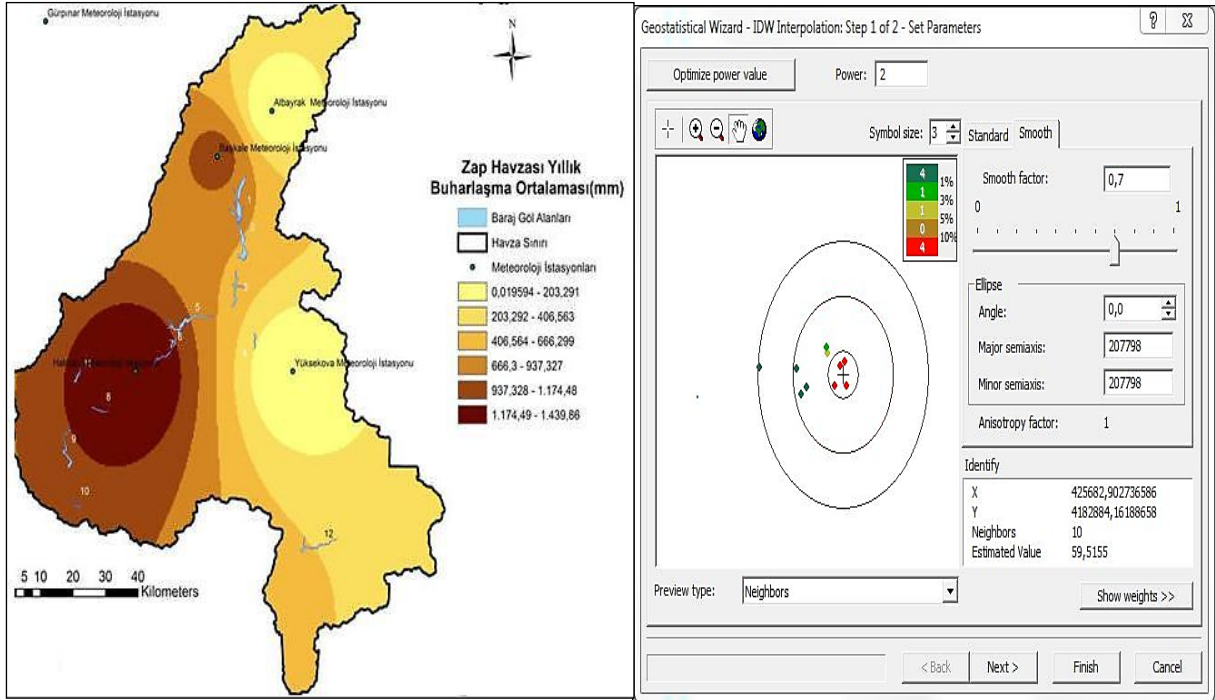 Gürpınar Meteoroloji İstasyonu
N
Albayrak Meteoroloji İstasyonu
Başkale Meteoroloji İstasyonu
Zap Havzası Yıllık
Buharlaşma Ortalaması(mm)
Baraj Göl Alanları
Havza Sınırı
Meteoroloji İstasyonları
0,019594 - 203,291
203,292 - 406,563
406,564 - 666,299
666,3 - 937,327
937,328 - 1.174,48
1.174,49 - 1.439,86
1
5
6
Yüksekova Meteoroloji İstasyonu
8
9
10
12
5 10 20 30 40
Kilometers
Geostatistical Wizard - IDW Interpolation: Step 1 of 2 - Set Parameters
?
Optimize power value
Power: 2
Symbol size: 3
Standard
Smooth
4
1
1
0
4
1%
3%
5%
10%
Smooth factor: 0,7
0 1
Ellipse
Angle: 0,0
Major semiaxis: 207798
Minor semiaxis: 207798
Anisotropy factor: 1
Identify
X 425682,902736586
Y 4182884,16188658
Neighbors 10
Estimated Value 59,5155
Preview type: Neighbors
Show weights >>
< Back
Next >
Finish
Cancel